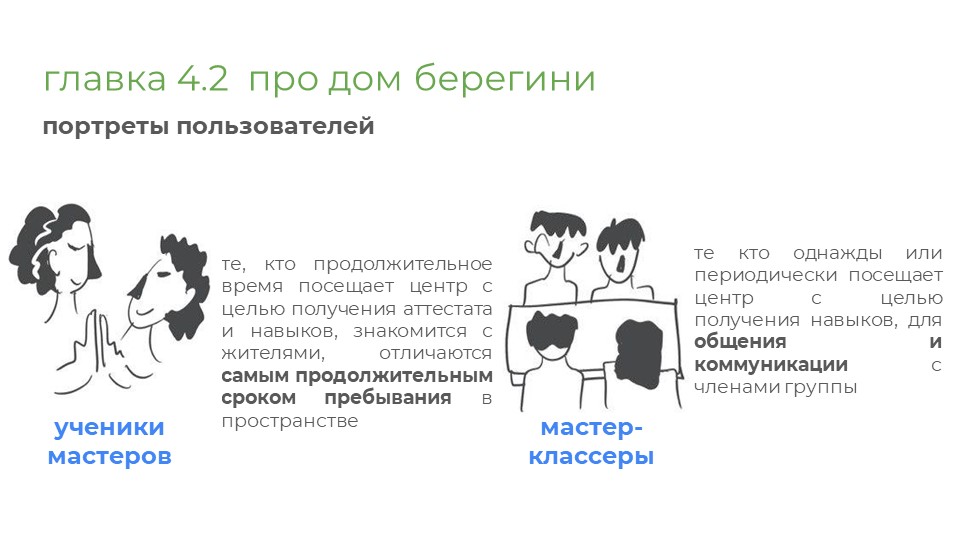 главка 4.2 про дом берегини
портреты пользователей
те, кто продолжительное
время посещает центр с
целью получения аттестата
и навыков, знакомится с
жителями, отличаются
самым продолжительным
сроком пребывания в
пространстве
ученики
мастеров
те кто однажды или
периодически посещает
центр с целью
получения навыков, для
общения и
коммуникации с
членами группы
мастер-
классеры